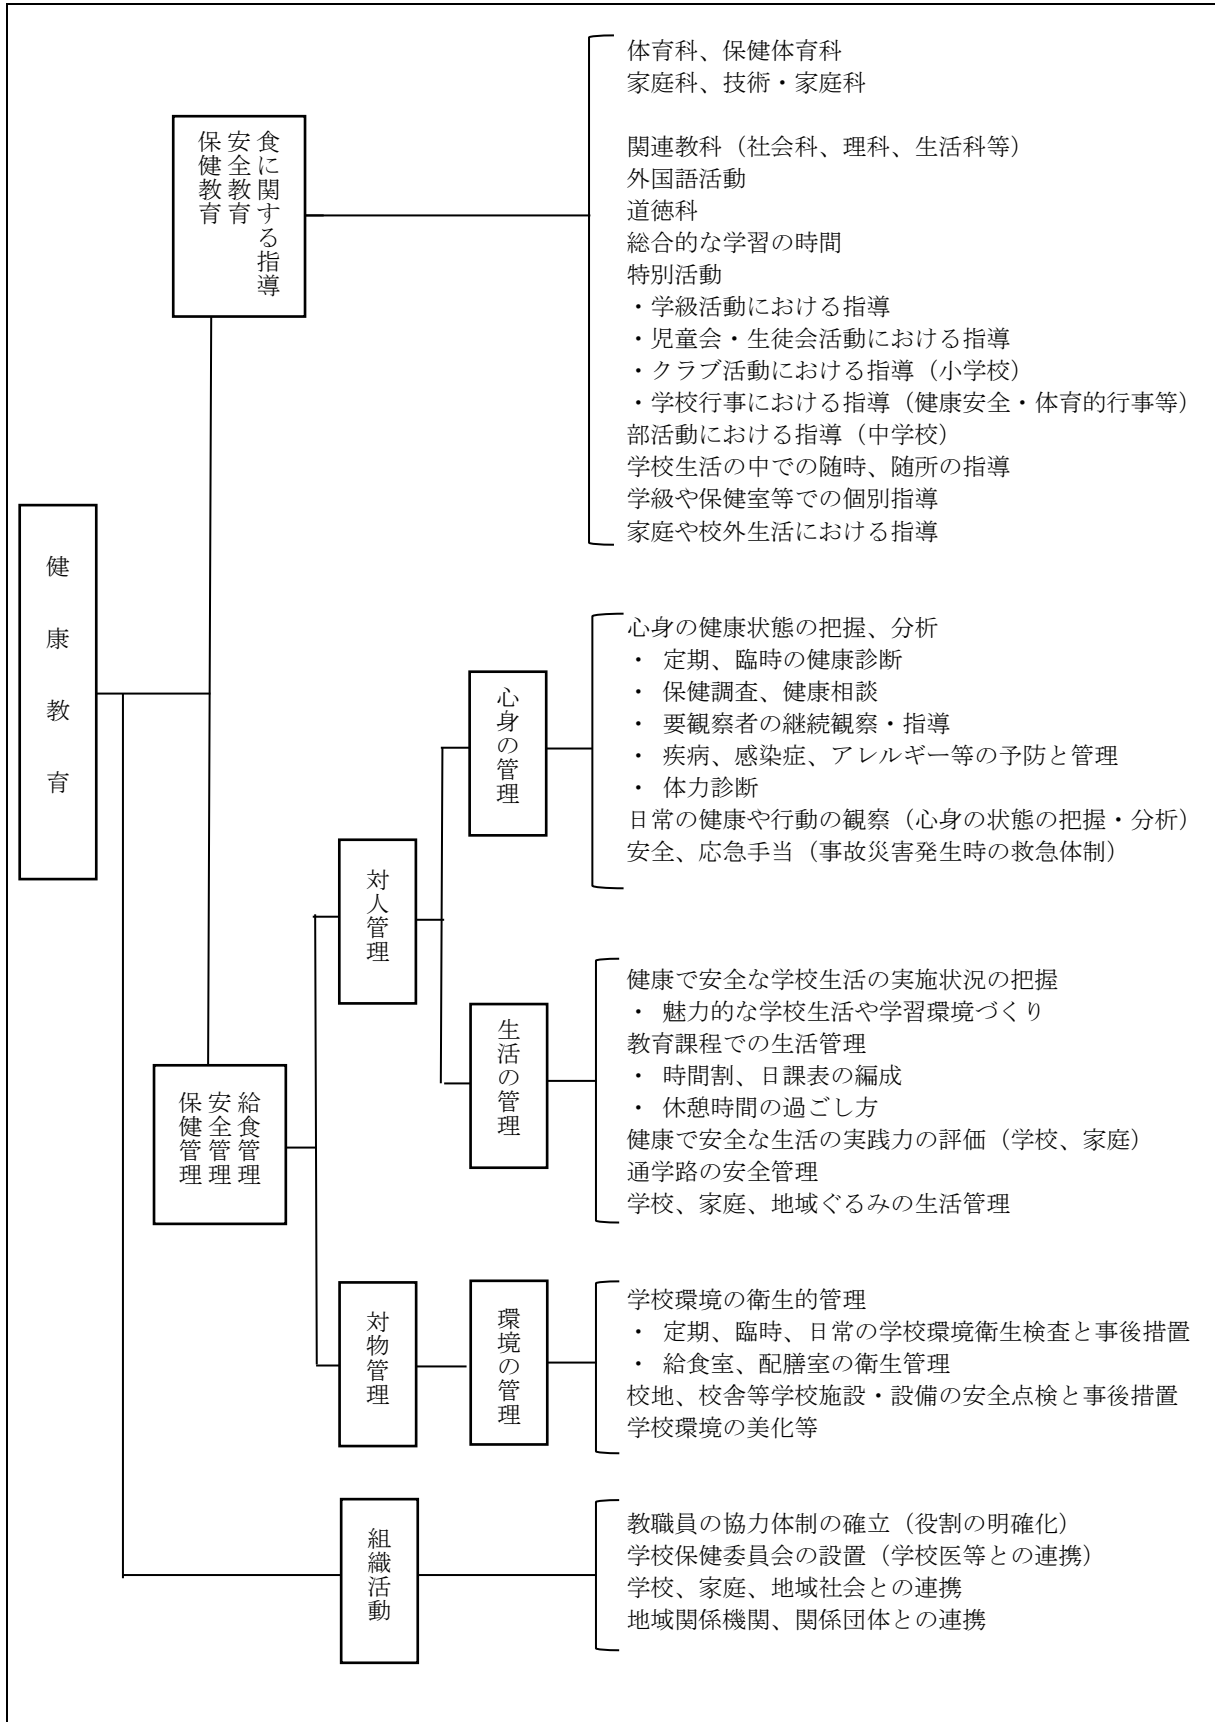 健康教育
保健教育
安全教育
食に関する指導
体育科、保健体育科
家庭科、技術・家庭科
関連教科（社会科、理科、生活科等）
外国語活動
道徳科
総合的な学習の時間
特別活動
・学級活動における指導
・児童会・生徒会活動における指導
・クラブ活動における指導（小学校）
・学校行事における指導（健康安全・体育的行事等）
部活動における指導（中学校）
学校生活の中での随時、随所の指導
学級や保健室等での個別指導
家庭や校外生活における指導
保健管理
安全管理
給食管理
対人管理
心身の管理
心身の健康状態の把握、分析
・ 定期、臨時の健康診断
・ 保健調査、健康相談
・ 要観察者の継続観察・指導
・ 疾病、感染症、アレルギー等の予防と管理
・ 体力診断
日常の健康や行動の観察（心身の状態の把握・分析）
安全、応急手当（事故災害発生時の救急体制）
生活の管理
健康で安全な学校生活の実施状況の把握
・ 魅力的な学校生活や学習環境づくり
教育課程での生活管理
・ 時間割、日課表の編成
・ 休憩時間の過ごし方
健康で安全な生活の実践力の評価（学校、家庭）
通学路の安全管理
学校、家庭、地域ぐるみの生活管理
対物管理
環境の管理
学校環境の衛生的管理
・ 定期、臨時、日常の学校環境衛生検査と事後措置
・ 給食室、配膳室の衛生管理
校地、校舎等学校施設・設備の安全点検と事後措置
学校環境の美化等
組織活動
教職員の協力体制の確立（役割の明確化）
学校保健委員会の設置（学校医等との連携）
学校、家庭、地域社会との連携
地域関係機関、関係団体との連携